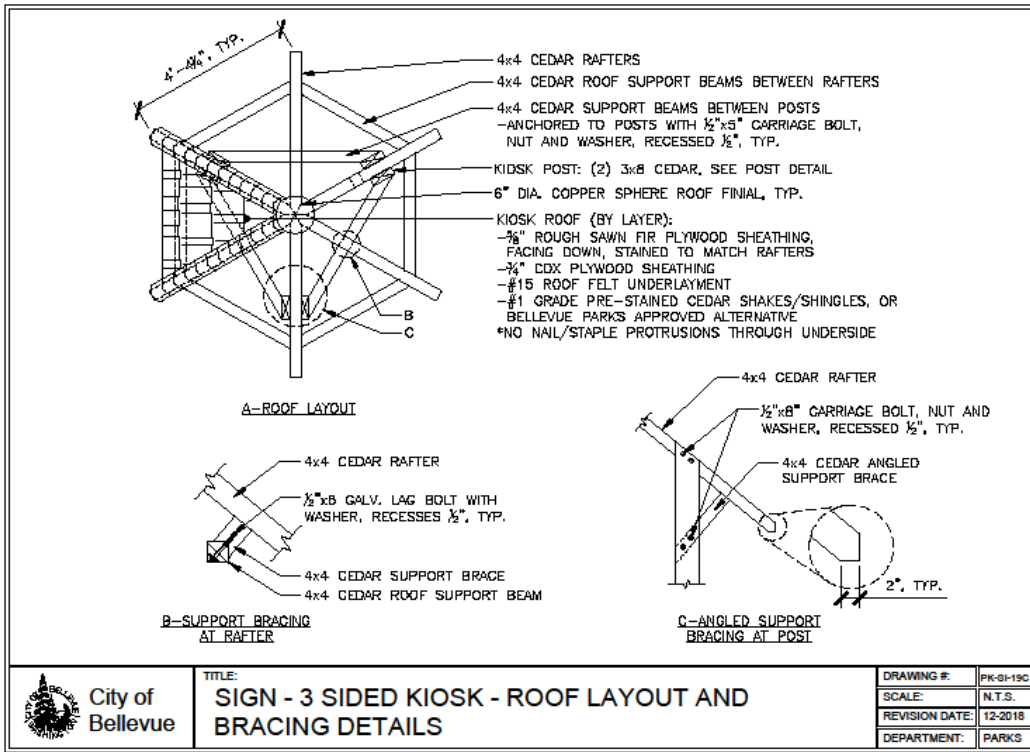 4'-4¼", TYP.
4x4 CEDAR RAFTERS
4x4 CEDAR ROOF SUPPORT BEAMS BETWEEN RAFTERS
4x4 CEDAR SUPPORT BEAMS BETWEEN POSTS
-ANCHORED TO POSTS WITH ½"x5" CARRIAGE BOLT,
NUT AND WASHER, RECESSED ½", TYP.
KIOSK POST: (2) 3x8 CEDAR, SEE POST DETAIL
6" DIA. COPPER SPHERE ROOF FINIAL, TYP.
KIOSK ROOF (BY LAYER):
-⅝" ROUGH SAWN FIR PLYWOOD SHEATHING,
FACING DOWN, STAINED TO MATCH RAFTERS
-¾" CDX PLYWOOD SHEATHING
-#15 ROOF FELT UNDERLAYMENT
-#1 GRADE PRE-STAINED CEDAR SHAKES/SHINGLES, OR
BELLEVUE PARKS APPROVED ALTERNATIVE
*NO NAIL/STAPLE PROTRUSIONS THROUGH UNDERSIDE
B
C
A-ROOF LAYOUT
4x4 CEDAR RAFTER
½"x6 GALV. LAG BOLT WITH
WASHER, RECESSES ½", TYP.
4x4 CEDAR SUPPORT BRACE
4x4 CEDAR ROOF SUPPORT BEAM
B-SUPPORT BRACING
AT RAFTER
4x4 CEDAR RAFTER
½"x8" CARRIAGE BOLT, NUT AND
WASHER, RECESSED ½", TYP.
4x4 CEDAR ANGLED
SUPPORT BRACE
2", TYP.
C-ANGLED SUPPORT
BRACING AT POST
City of
Bellevue
TITLE:
SIGN - 3 SIDED KIOSK - ROOF LAYOUT AND
BRACING DETAILS
DRAWING #: PK-SI-19C
SCALE: N.T.S.
REVISION DATE: 12-2018
DEPARTMENT: PARKS